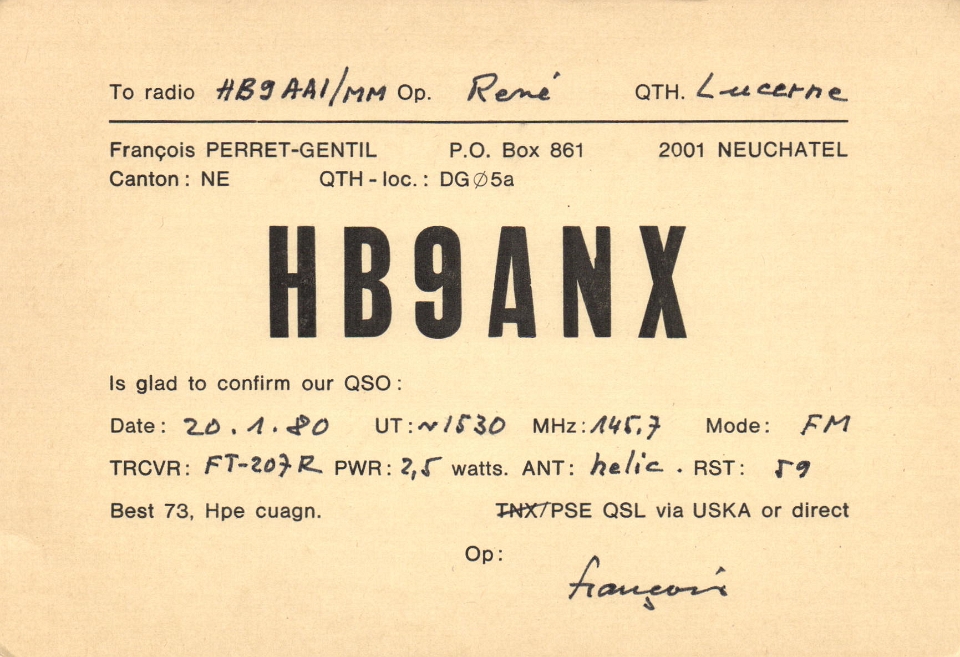 To radio HB9AAI/MM Op. René QTH. Lucerne
François PERRET-GENTIL P.O. Box 861 2001 NEUCHATEL
Canton: NE QTH-loc.: DGØ5a
HB9ANX
Is glad to confirm our QSO:
Date: 20.1.80 UT: ~1530 MHz: 145,7 Mode: FM
TRCVR: FT-207R PWR: 2,5 watts. ANT: helic. RST: 59
Best 73, Hpe cuagn. TNX/PSE QSL via USKA or direct
Op:
françois